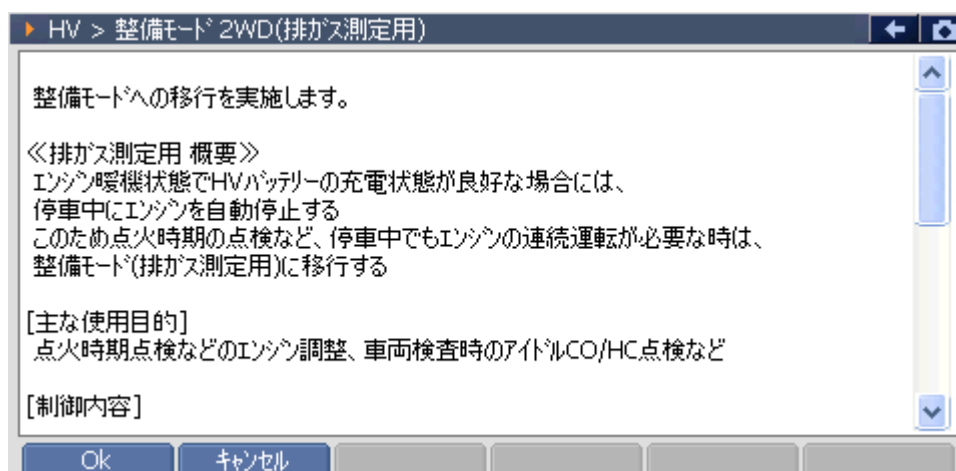 HV > 整備ﾓｰﾄﾞ 2WD(排ｶﾞｽ測定用)
整備ﾓｰﾄﾞへの移行を実施します。
≪排ｶﾞｽ測定用 概要≫
ｴﾝｼﾞﾝ暖機状態でHVﾊﾞｯﾃﾘｰの充電状態が良好な場合には、
停車中にｴﾝｼﾞﾝを自動停止する
このため点火時期の点検など、停車中でもｴﾝｼﾞﾝの連続運転が必要な時は、
整備ﾓｰﾄﾞ(排ｶﾞｽ測定用)に移行する
[主な使用目的]
点火時期点検などのｴﾝｼﾞﾝ調整、車両検査時のｱｲﾄﾞﾙCO/HC点検など
[制御内容]
Ok
ｷｬﾝｾﾙ